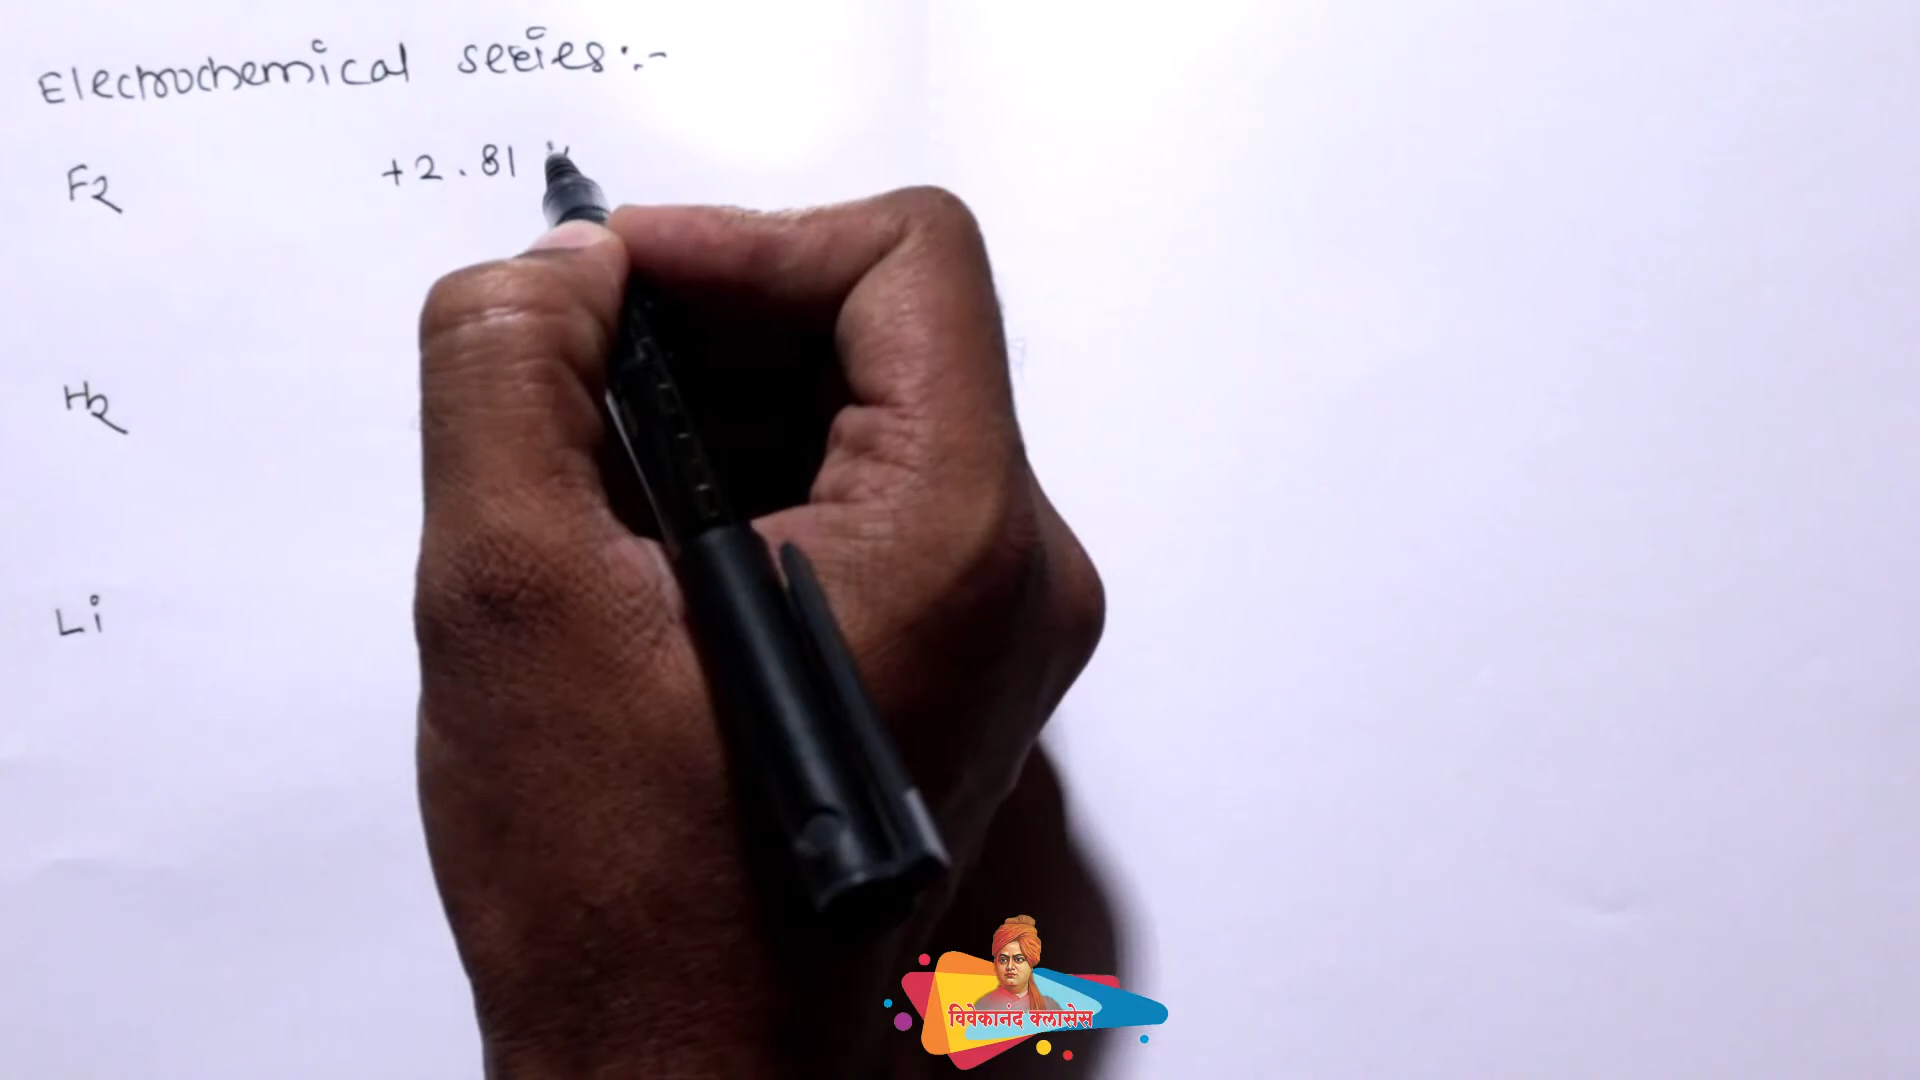 Electrochemical series:-
F2 +2.81 V
H2
Li
विवेकानंद क्लासेस